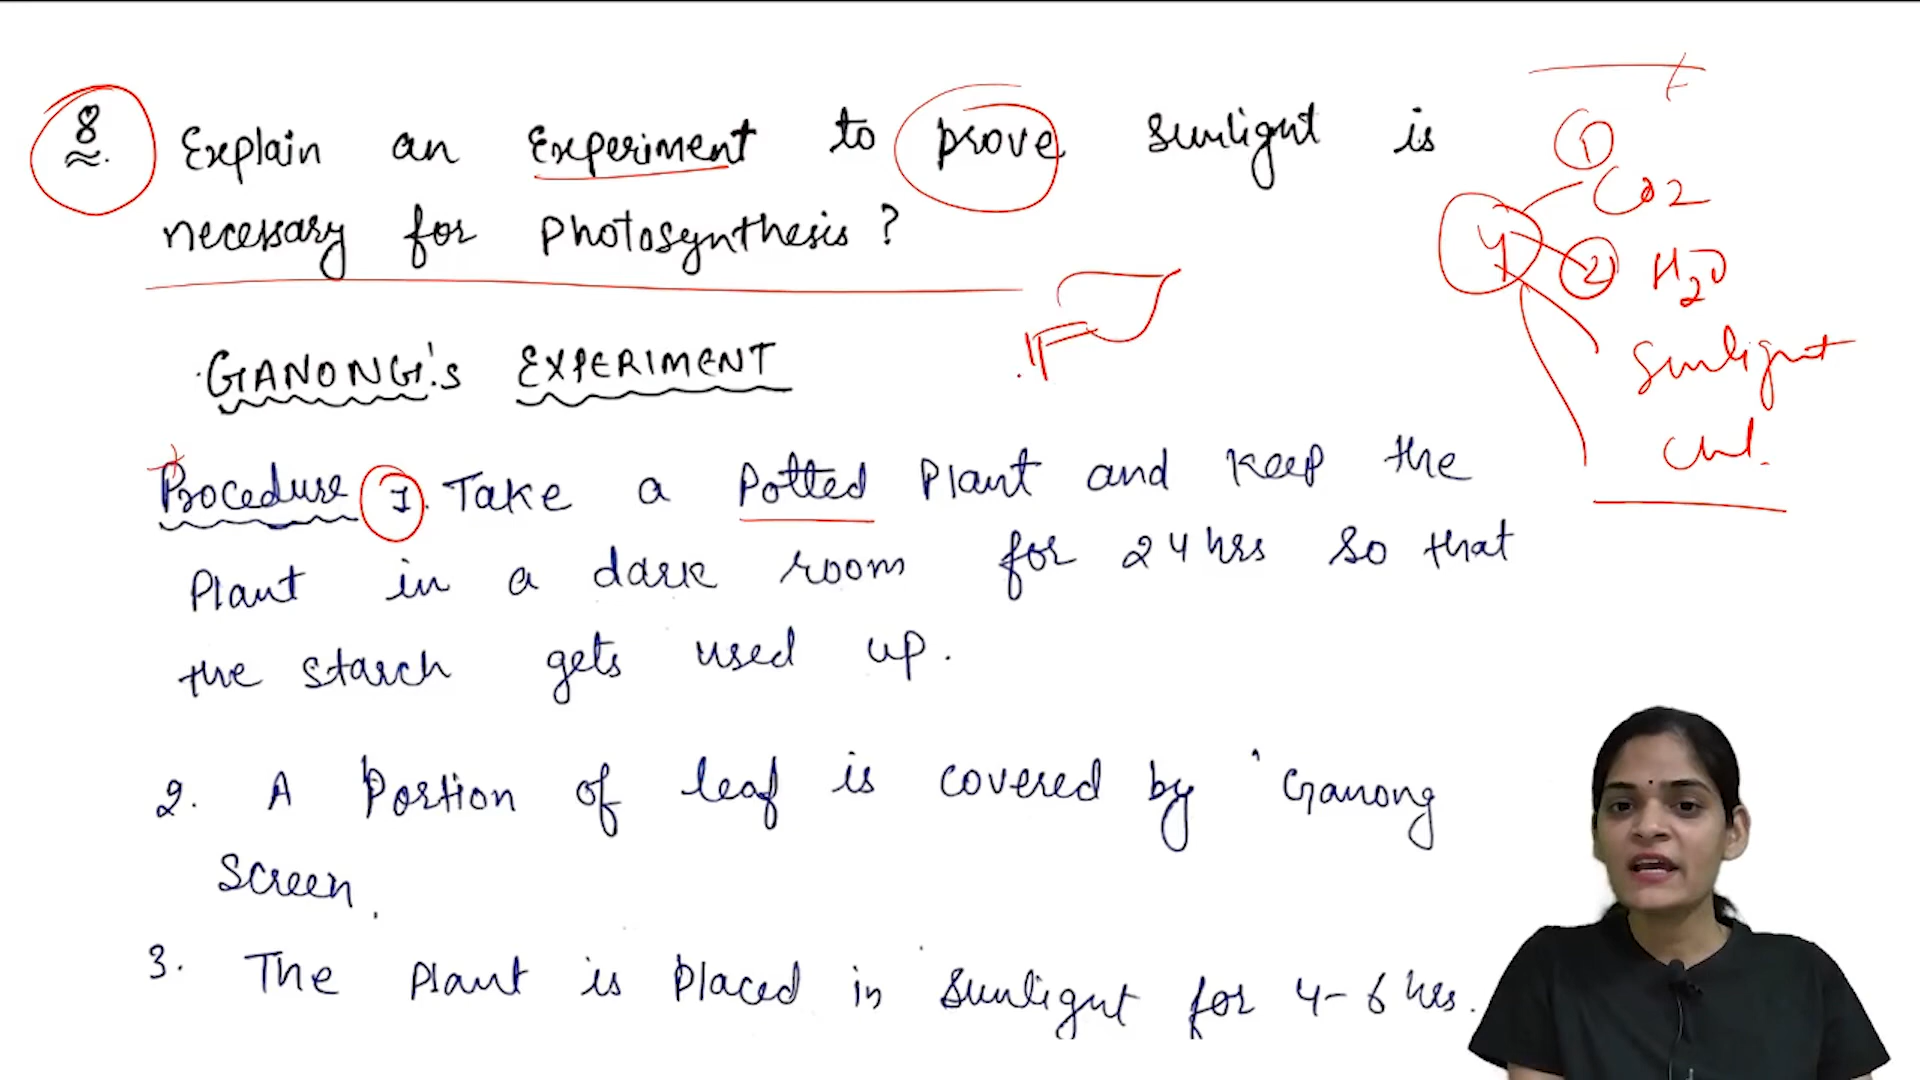 8. Explain an Experiment to prove sunlight is
necessary for Photosynthesis?
GANONG's EXPERIMENT
Procedure 1. Take a Potted Plant and keep the
Plant in a dark room for 24 hrs so that
the starch gets used up.
2. A Portion of leaf is covered by 'Ganong
Screen.
3. The Plant is Placed in Sunlight for 4-6 hrs.
4
1 CO2
2 H2O
Sunlight
Chl.